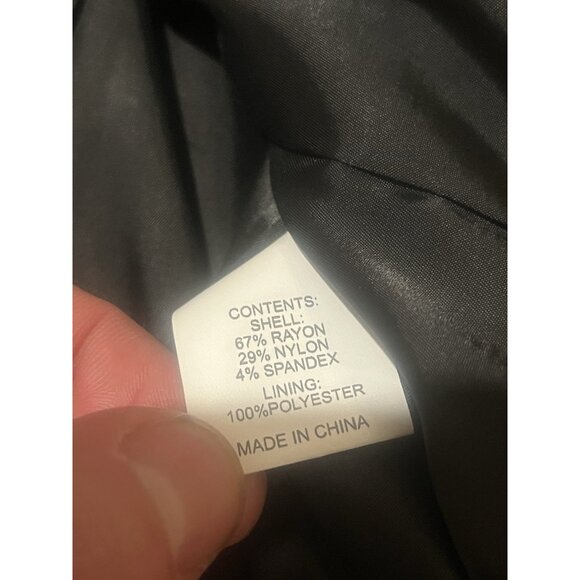 CONTENTS:
SHELL:
67% RAYON
29% NYLON
4% SPANDEX
LINING:
100%POLYESTER
MADE IN CHINA